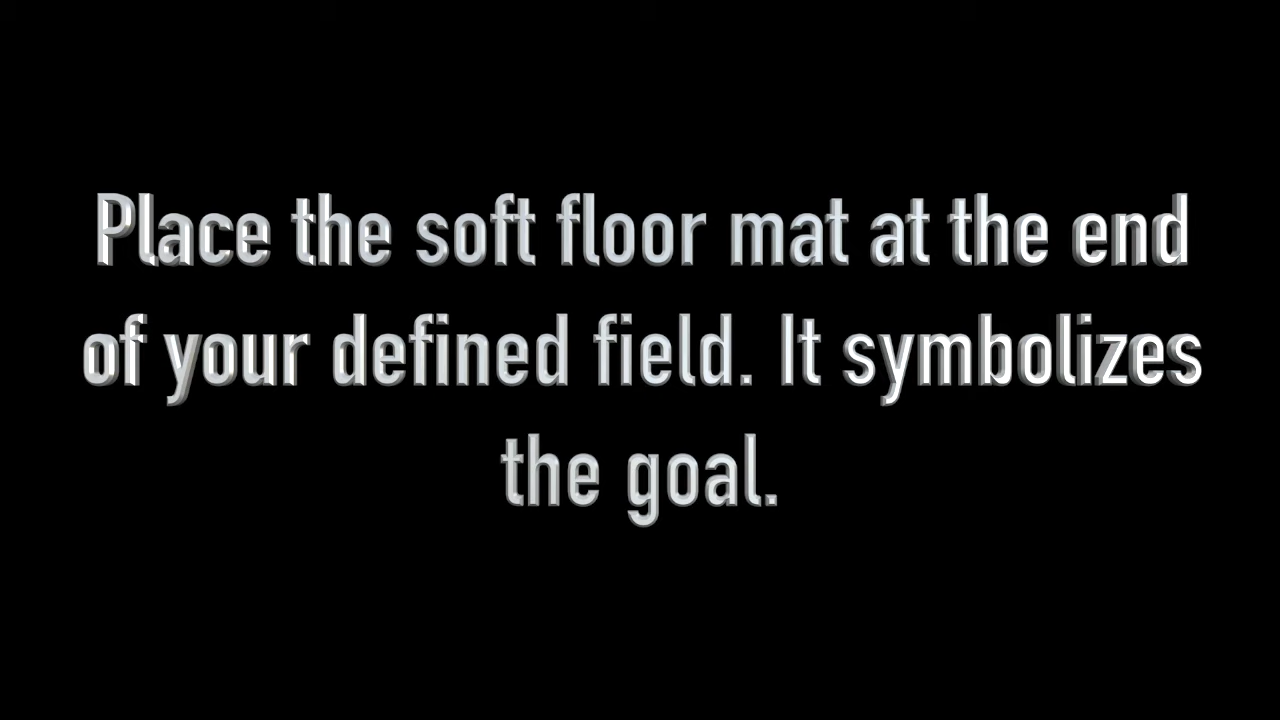 Place the soft floor mat at the end
of your defined field. It symbolizes
the goal.